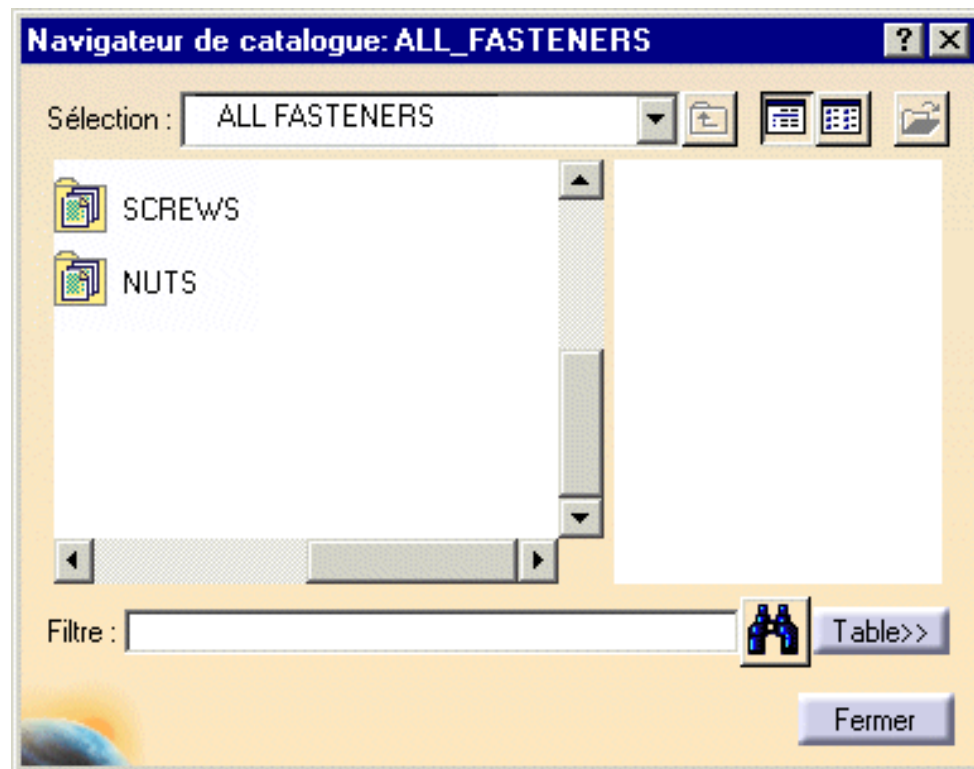 Navigateur de catalogue: ALL_FASTENERS
Sélection : ALL FASTENERS
SCREWS
NUTS
Filtre : Table>>
Fermer